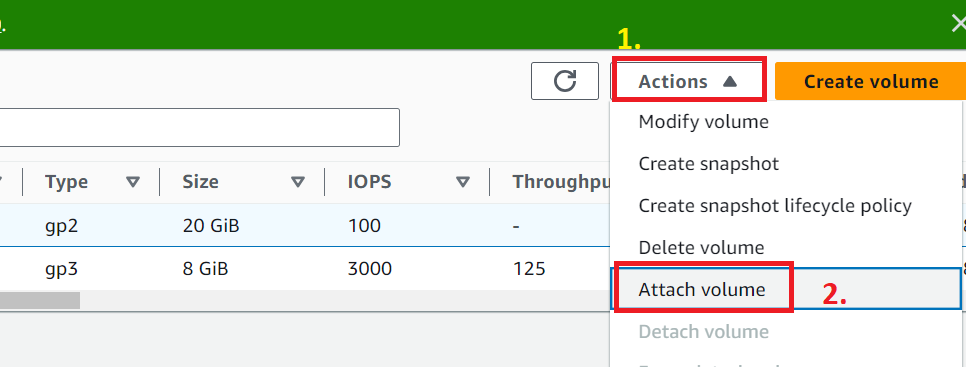 1.
Actions
Create volume
Modify volume
Create snapshot
Create snapshot lifecycle policy
Delete volume
Attach volume
2.
Detach volume
Type Size IOPS Throughpu
gp2 20 GiB 100 -
gp3 8 GiB 3000 125